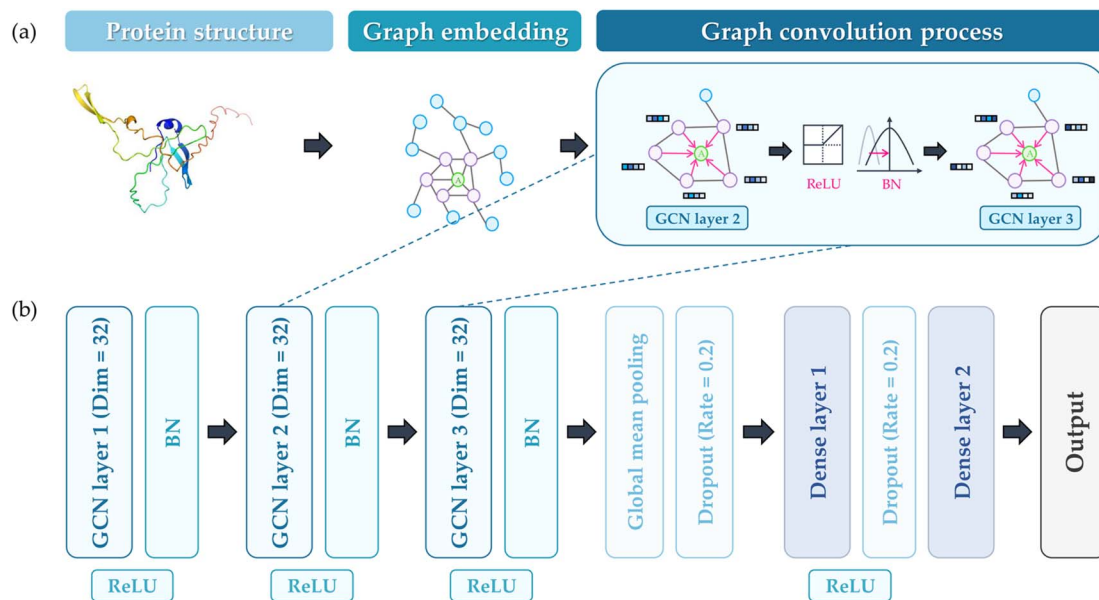 (a)
Protein structure
Graph embedding
Graph convolution process
A
A
ReLU
BN
A
GCN layer 2
GCN layer 3
(b)
GCN layer 1 (Dim = 32)
BN
GCN layer 2 (Dim = 32)
BN
GCN layer 3 (Dim = 32)
BN
Global mean pooling
Dropout (Rate = 0.2)
Dense layer 1
Dropout (Rate = 0.2)
Dense layer 2
Output
ReLU
ReLU
ReLU
ReLU